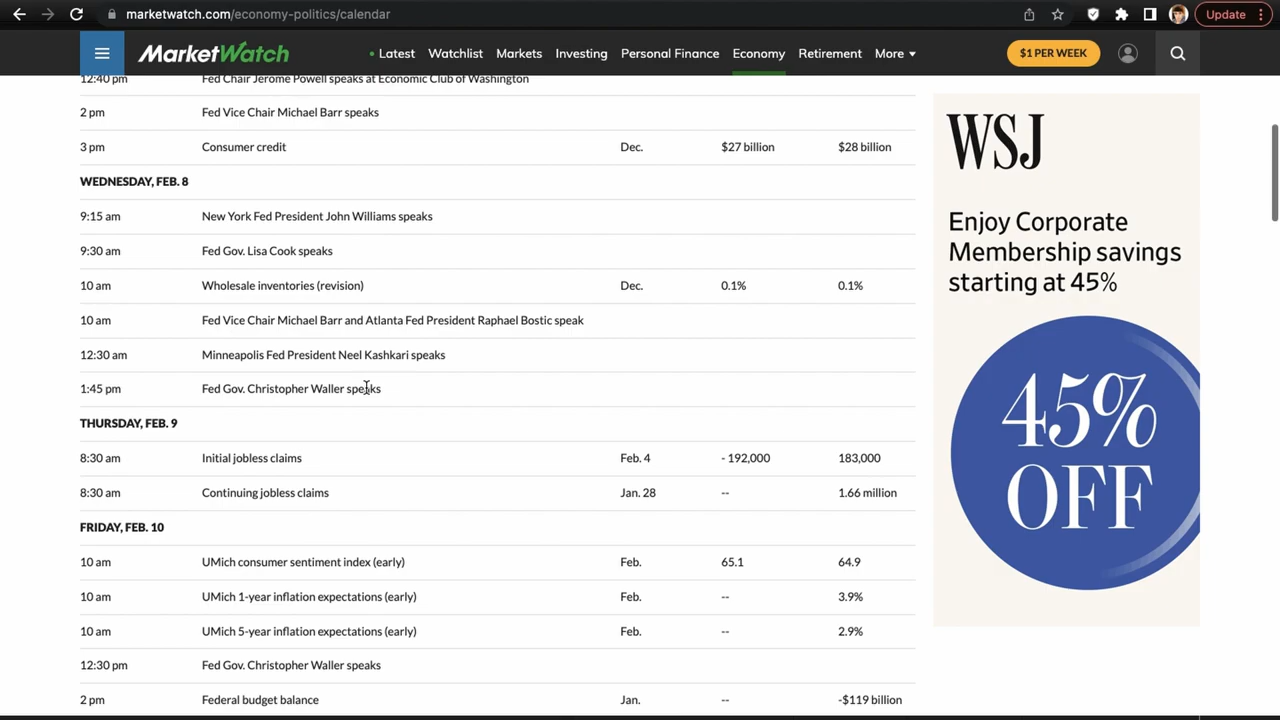 marketwatch.com/economy-politics/calendar
Update
MarketWatch
Latest Watchlist Markets Investing Personal Finance Economy Retirement More
$1 PER WEEK
12:40 pm Fed Chair Jerome Powell speaks at Economic Club of Washington
2 pm Fed Vice Chair Michael Barr speaks
3 pm Consumer credit Dec. $27 billion $28 billion
WEDNESDAY, FEB. 8
9:15 am New York Fed President John Williams speaks
9:30 am Fed Gov. Lisa Cook speaks
10 am Wholesale inventories (revision) Dec. 0.1% 0.1%
10 am Fed Vice Chair Michael Barr and Atlanta Fed President Raphael Bostic speak
12:30 am Minneapolis Fed President Neel Kashkari speaks
1:45 pm Fed Gov. Christopher Waller speaks
THURSDAY, FEB. 9
8:30 am Initial jobless claims Feb. 4 - 192,000 183,000
8:30 am Continuing jobless claims Jan. 28 -- 1.66 million
FRIDAY, FEB. 10
10 am UMich consumer sentiment index (early) Feb. 65.1 64.9
10 am UMich 1-year inflation expectations (early) Feb. -- 3.9%
10 am UMich 5-year inflation expectations (early) Feb. -- 2.9%
12:30 pm Fed Gov. Christopher Waller speaks
2 pm Federal budget balance Jan. -- -$119 billion
WSJ
Enjoy Corporate
Membership savings
starting at 45%
45%
OFF